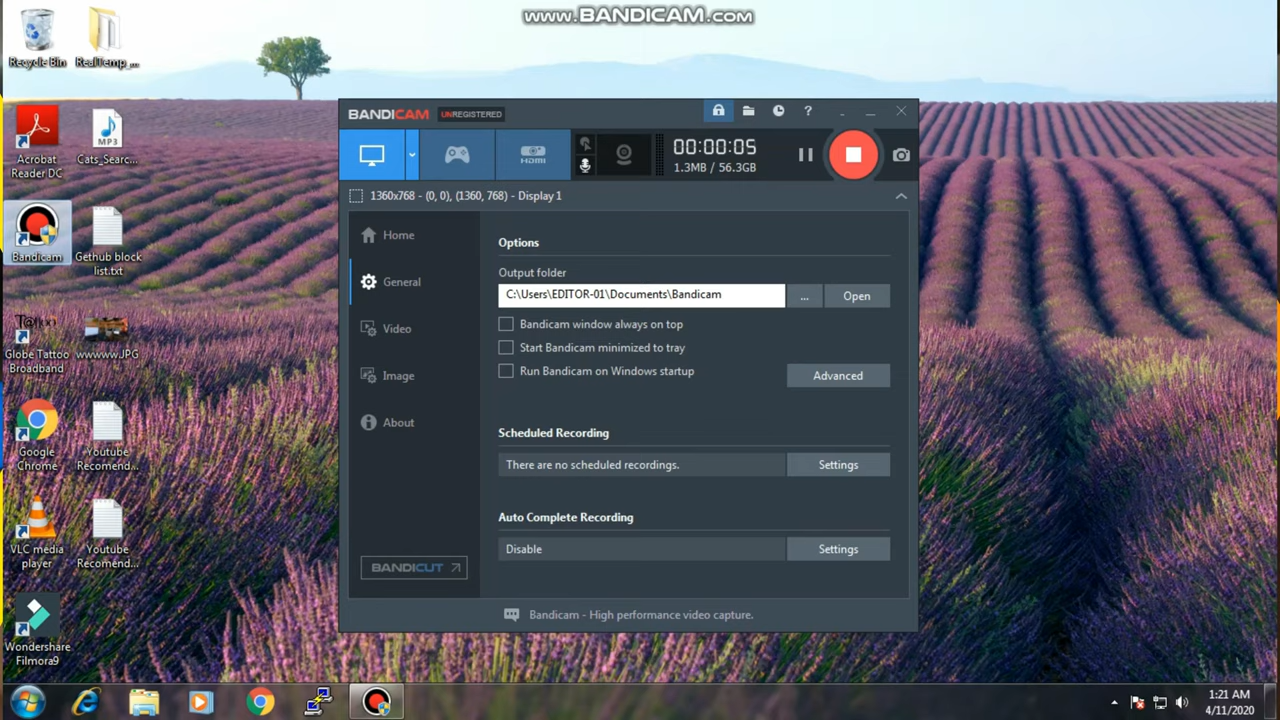 www.BANDICAM.com
Recycle Bin
RealTemp_...
Acrobat
Reader DC
MP3
Cats_Searc...
Bandicam
Gethub block
list.txt
Globe Tattoo
Broadband
wwwww.JPG
Google
Chrome
Youtube
Recomend...
VLC media
player
Youtube
Recomend...
Wondershare
Filmora9
BANDICAM UNREGISTERED
?
HDMI
00:00:05
1.3MB / 56.3GB
1360x768 - (0, 0), (1360, 768) - Display 1
Home
General
Video
Image
About
BANDICUT
Options
Output folder
C:\Users\EDITOR-01\Documents\Bandicam
...
Open
Bandicam window always on top
Start Bandicam minimized to tray
Run Bandicam on Windows startup
Advanced
Scheduled Recording
There are no scheduled recordings.
Settings
Auto Complete Recording
Disable
Settings
Bandicam - High performance video capture.
1:21 AM
4/11/2020